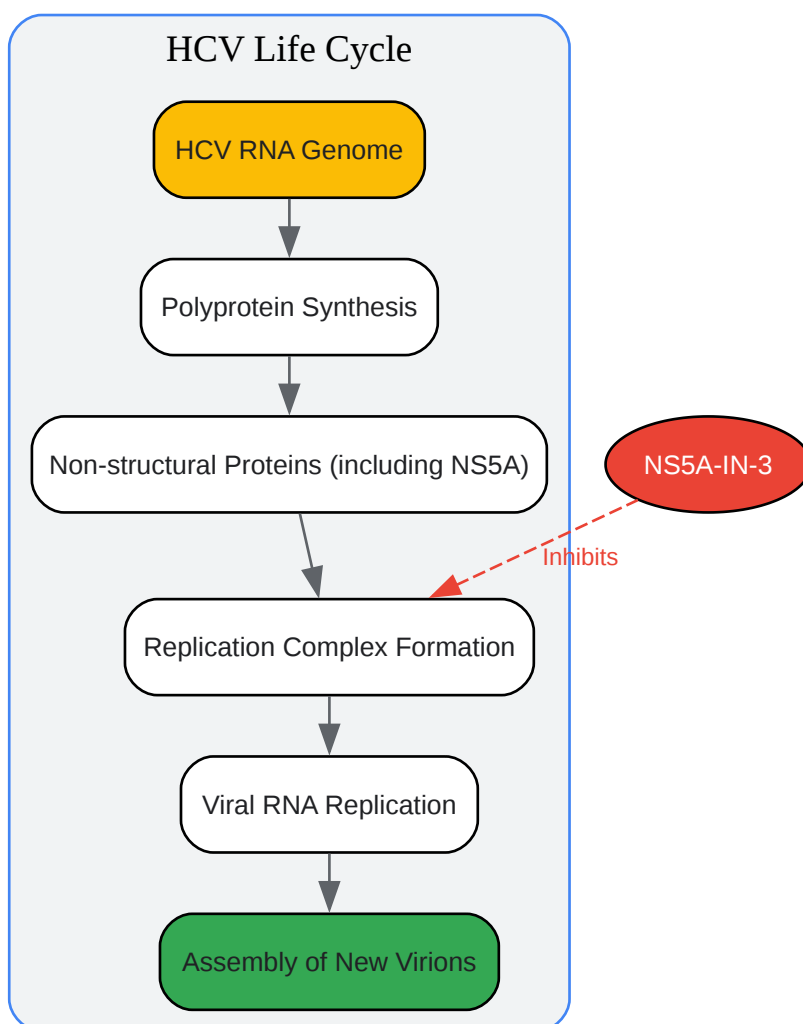 HCV Life Cycle
HCV RNA Genome
Polyprotein Synthesis
Non-structural Proteins (including NS5A)
NS5A-IN-3
Inhibits
Replication Complex Formation
Viral RNA Replication
Assembly of New Virions